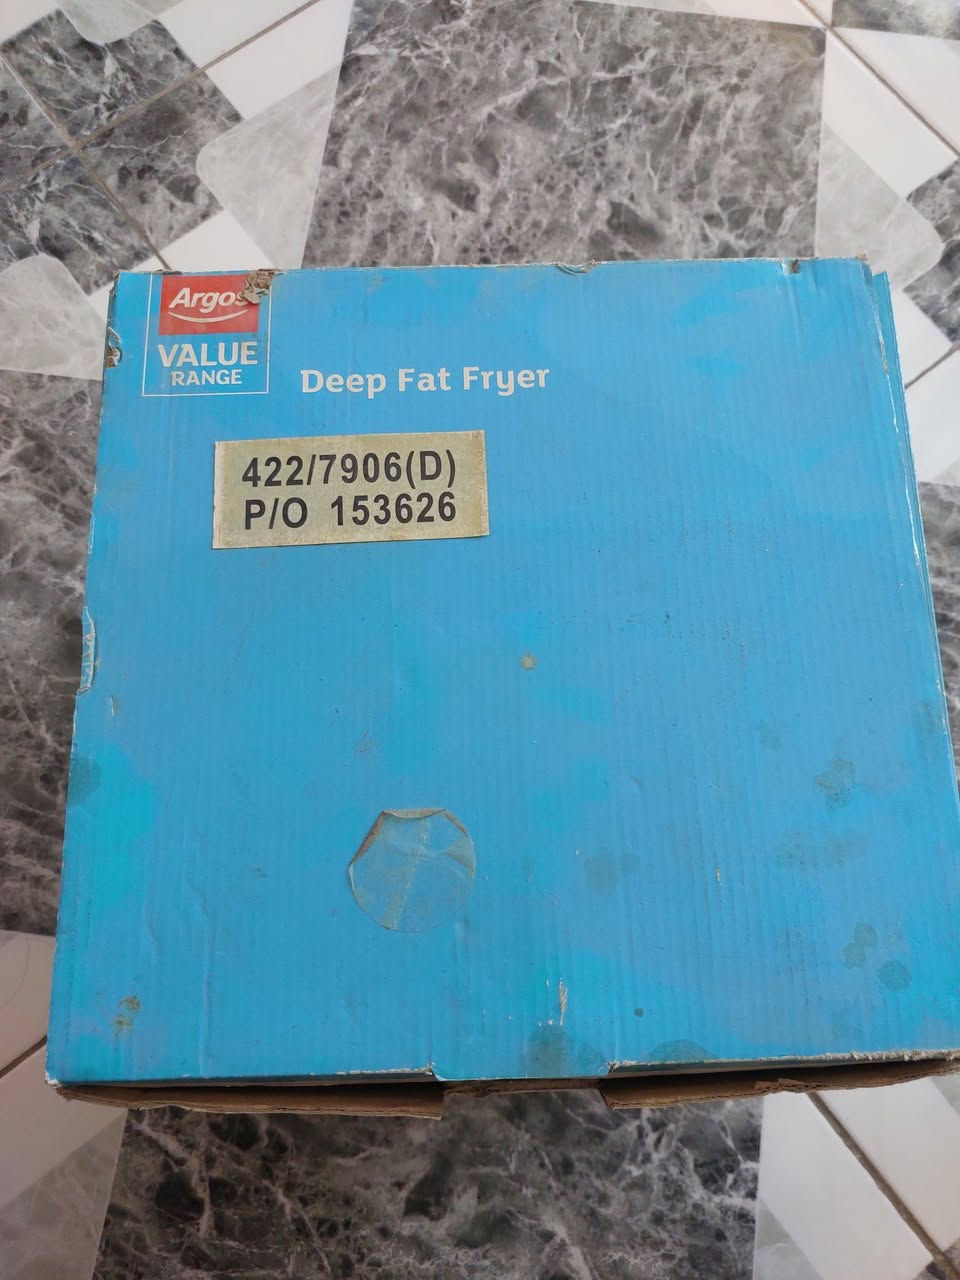 Argos
VALUE
RANGE
Deep Fat Fryer
422/7906(D)
P/O 153626